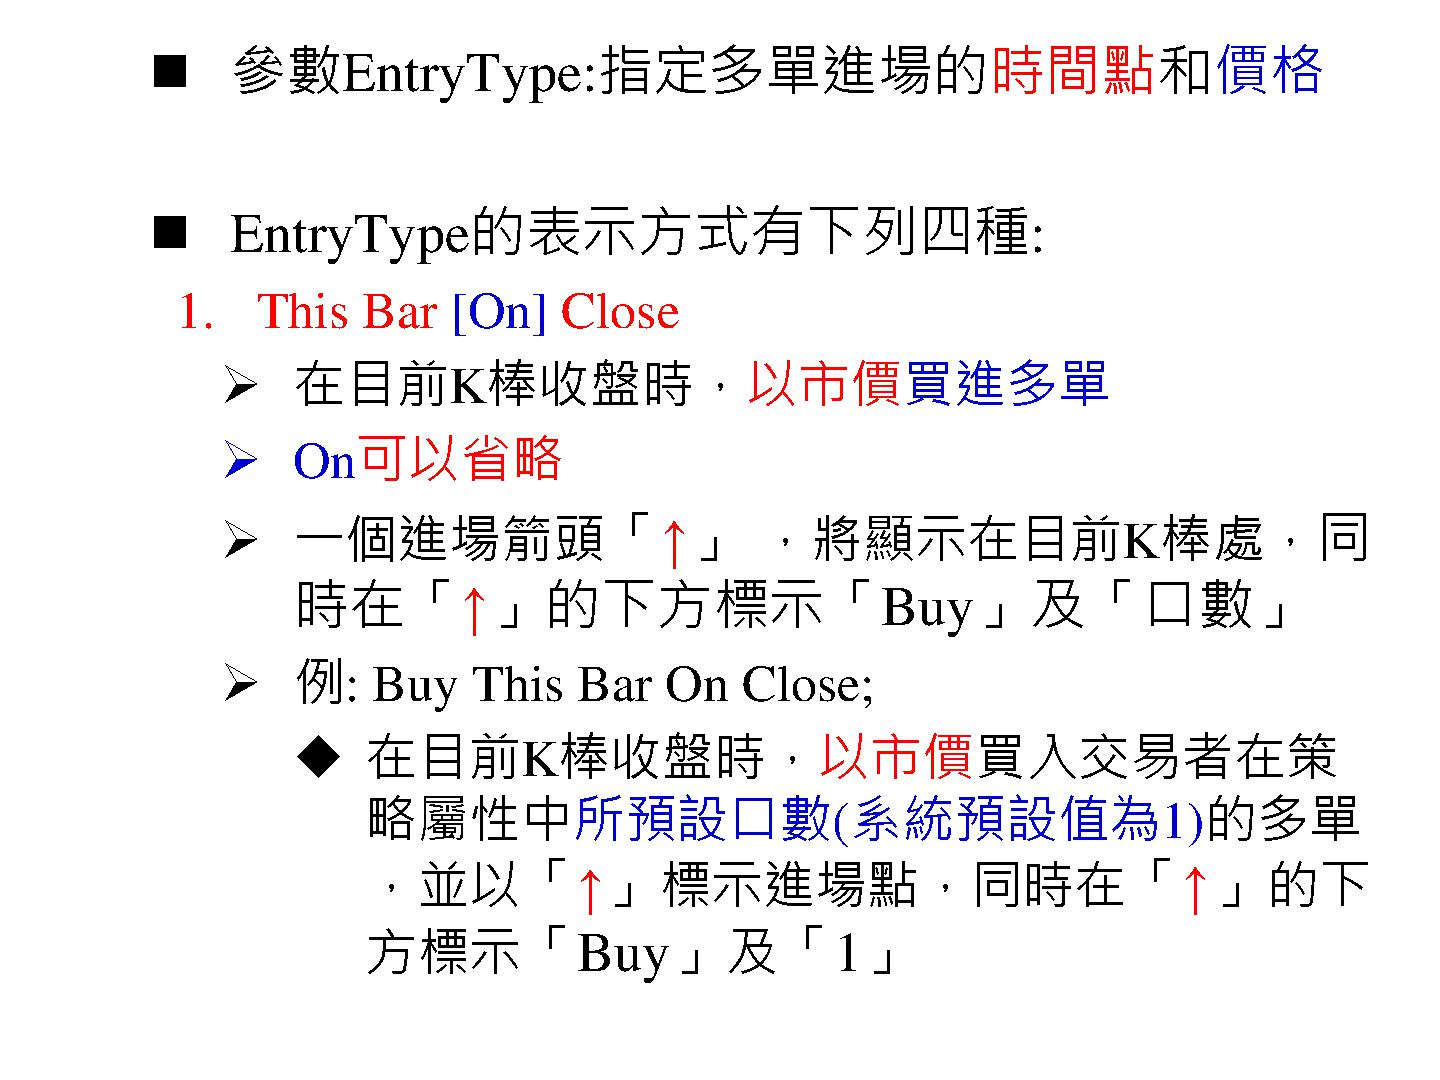 ■ 參數EntryType:指定多單進場的時間點和價格
■ EntryType的表示方式有下列四種:
1. This Bar [On] Close
➢ 在目前K棒收盤時，以市價買進多單
➢ On可以省略
➢ 一個進場箭頭「↑」，將顯示在目前K棒處，同
時在「↑」的下方標示「Buy」及「口數」
➢ 例: Buy This Bar On Close;
◆ 在目前K棒收盤時，以市價買入交易者在策
略屬性中所預設口數(系統預設值為1)的多單
，並以「↑」標示進場點，同時在「↑」的下
方標示「Buy」及「1」